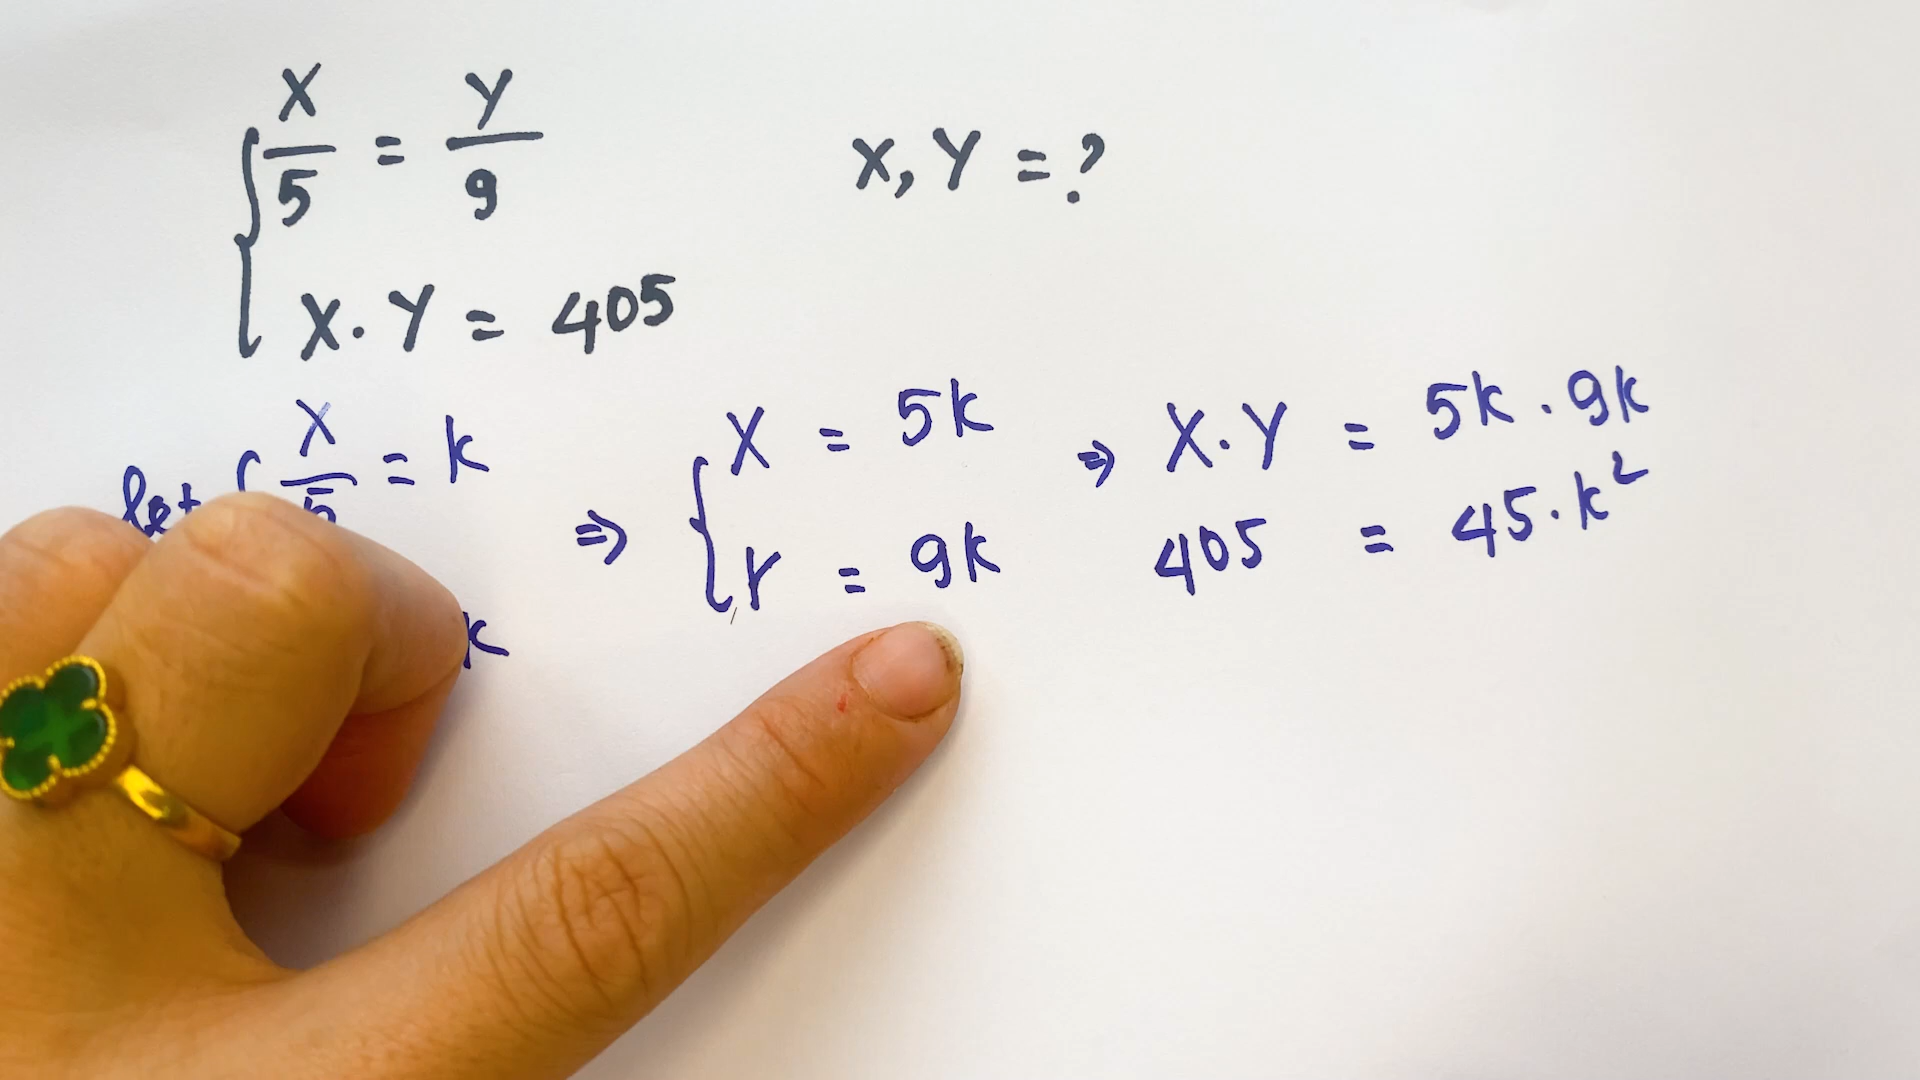 X/5 = Y/9
X, Y = ?
X · Y = 405
let X/5 = k
k
⇒ { X = 5k
Y = 9k
⇒ X · Y = 5k · 9k
405 = 45 · k²